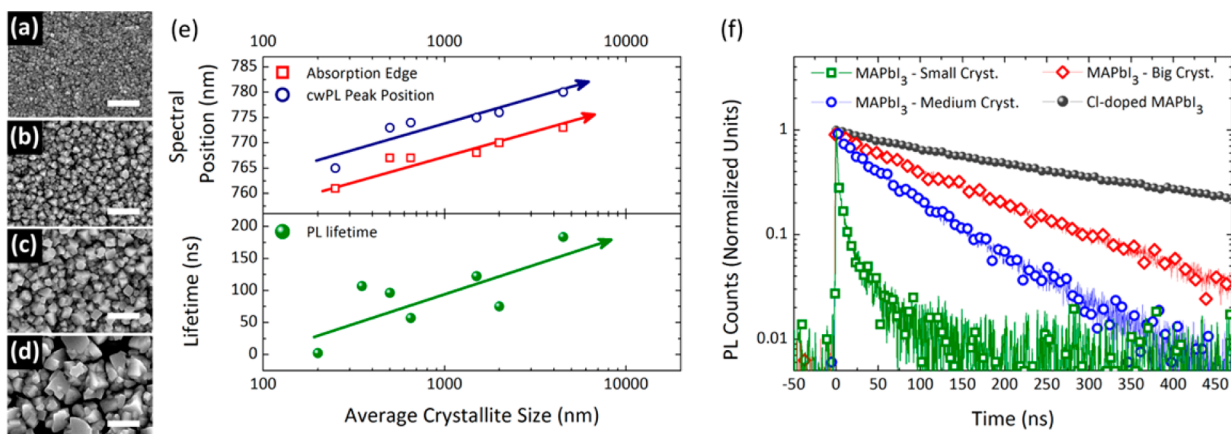 (a)
(b)
(c)
(d)
(e)
100 1000 10000
Spectral
Position (nm)
785
780
775
770
765
760
Absorption Edge
cwPL Peak Position
Lifetime (ns)
200
150
100
50
0
PL lifetime
100 1000 10000
Average Crystallite Size (nm)
(f)
MAPbI3 - Small Cryst.
MAPbI3 - Big Cryst.
MAPbI3 - Medium Cryst.
Cl-doped MAPbI3
PL Counts (Normalized Units)
1
0.1
0.01
-50 0 50 100 150 200 250 300 350 400 450
Time (ns)